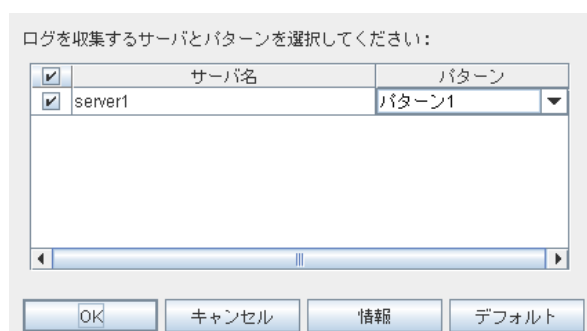 ログを収集するサーバとパターンを選択してください:
サーバ名 パターン
server1 パターン1
OK キャンセル 情報 デフォルト